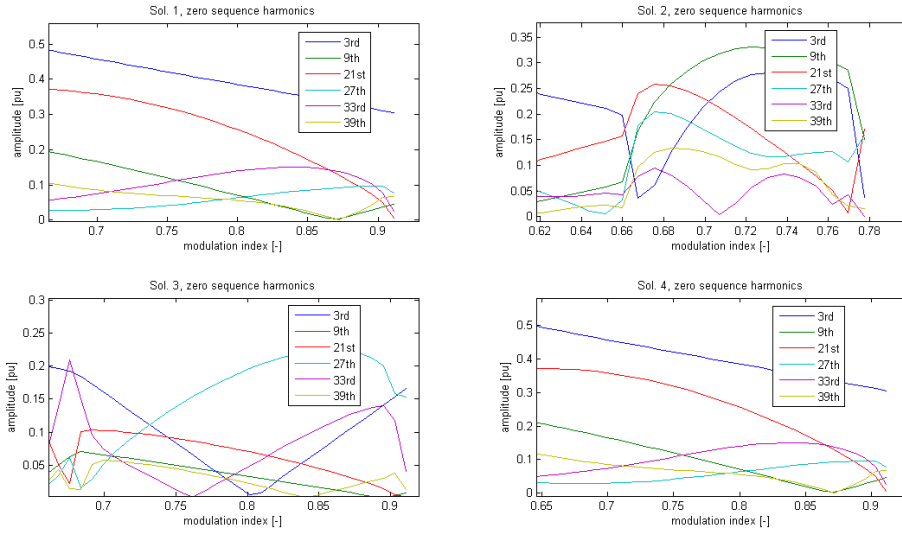 Sol. 1, zero sequence harmonics
0.5
0.4
0.3
0.2
0.1
0
amplitude [pu]
3rd
9th
21st
27th
33rd
39th
0.7
0.8
0.9
modulation index [-]
Sol. 2, zero sequence harmonics
0.35
0.3
0.25
0.2
0.15
0.1
0.05
0
amplitude [pu]
3rd
9th
21st
27th
33rd
39th
0.62
0.64
0.66
0.68
0.7
0.72
0.74
0.76
0.78
modulation index [-]
Sol. 3, zero sequence harmonics
0.3
0.25
0.2
0.15
0.1
0.05
amplitude [pu]
3rd
9th
21st
27th
33rd
39th
0.7
0.75
0.8
0.85
0.9
modulation index [-]
Sol. 4, zero sequence harmonics
0.5
0.4
0.3
0.2
0.1
0
amplitude [pu]
3rd
9th
21st
27th
33rd
39th
0.65
0.7
0.75
0.8
0.85
0.9
modulation index [-]